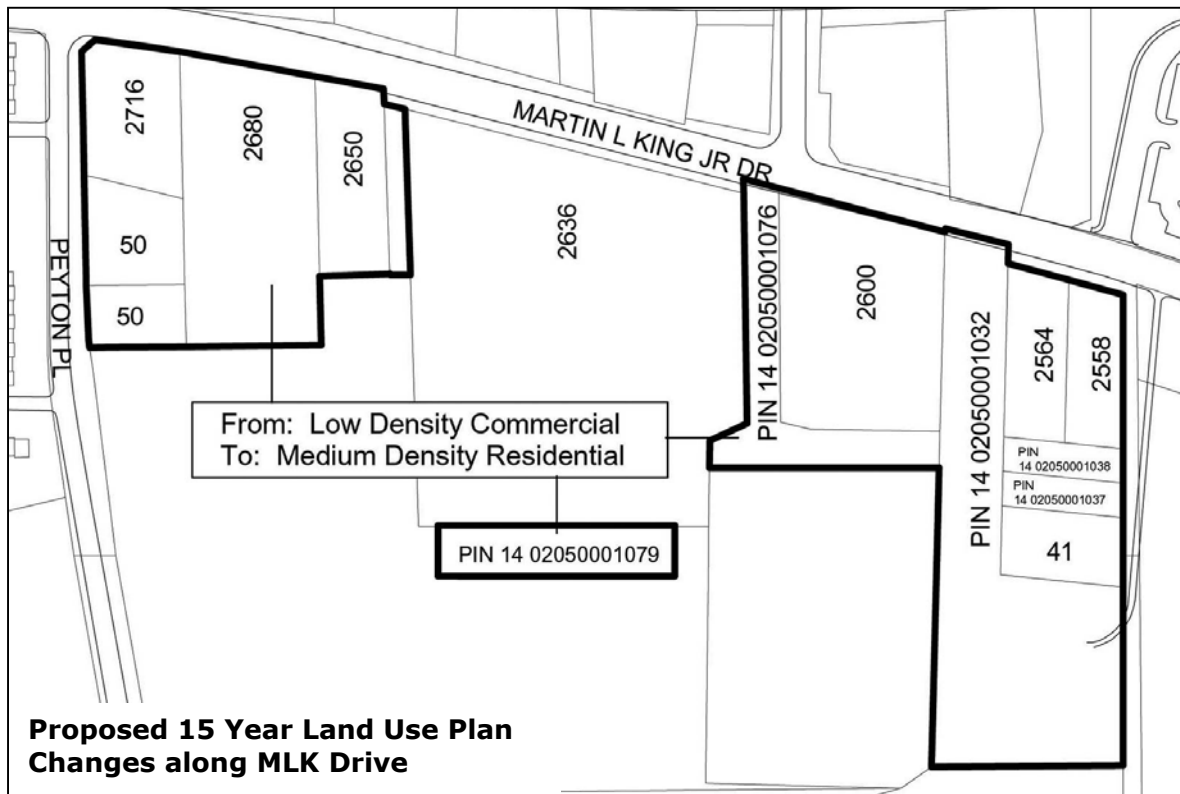 MARTIN L KING JR DR
PEYTON PL
2716
2680
2650
50
50
2636
PIN 14 02050001076
2600
PIN 14 02050001032
2564
2558
PIN
14 02050001038
PIN
14 02050001037
41
From: Low Density Commercial
To: Medium Density Residential
PIN 14 02050001079
Proposed 15 Year Land Use Plan
Changes along MLK Drive